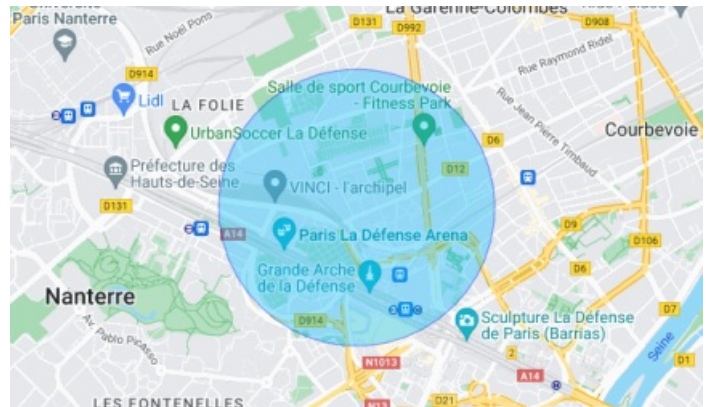 Paris Nanterre
D131
D992
La Garenne-Colombes
D908
Rue Noël Pons
D914
Rue Raymond Ridel
Lidl
LA FOLIE
Salle de sport Courbevoie
- Fitness Park
Rue Jean Pierre Timbaud
UrbanSoccer La Défense
D6
Courbevoie
Préfecture des
Hauts-de-Seine
VINCI - l'archipel
D12
D131
A14
Paris La Défense Arena
D9
D106
Grande Arche
de la Défense
D6
Nanterre
D914
Sculpture La Défense
de Paris (Barrias)
D7
Seine
Av. Pablo Picasso
2
N1013
A14
D1
LES FONTENELLES
N13
D21